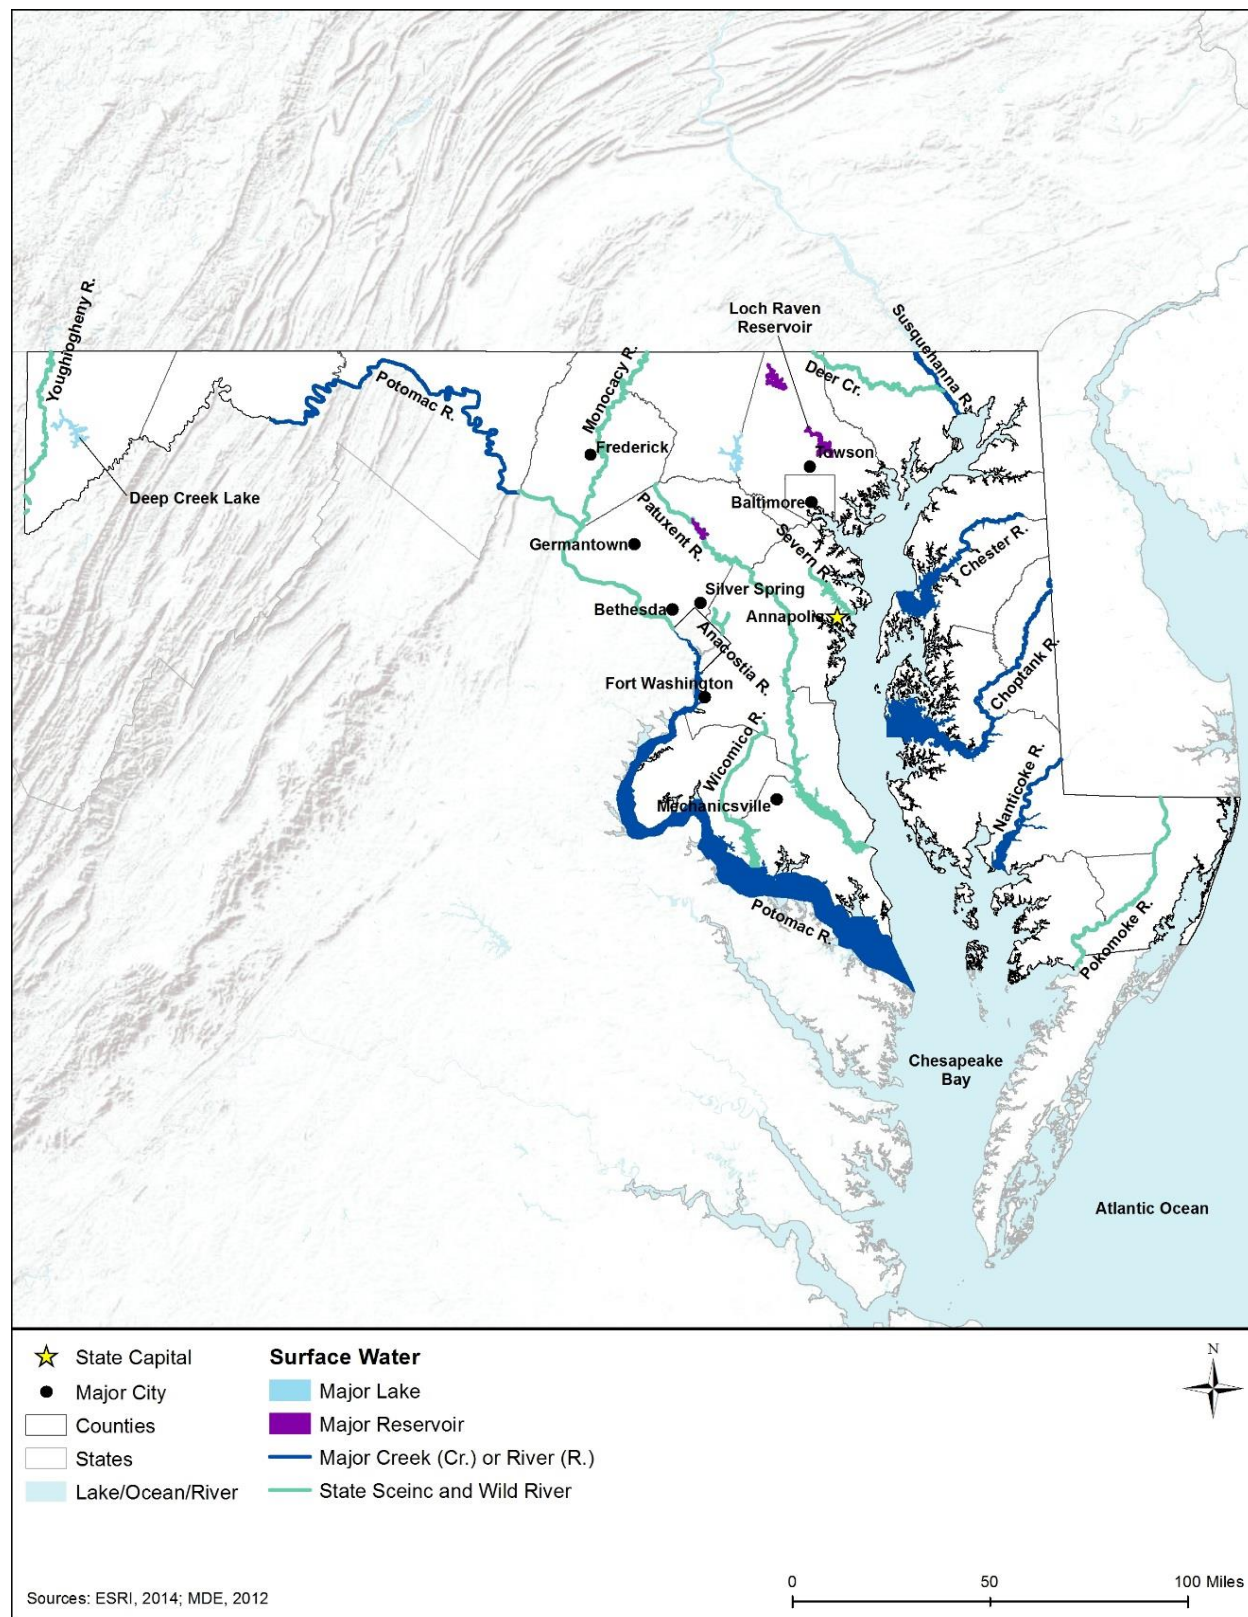 Loch Raven
Reservoir
Youghiogheny R.
Potomac R.
Monocacy R.
Deer Cr.
Susquehanna R.
Frederick
Towson
Deep Creek Lake
Baltimore
Patuxent R.
Severn R.
Chester R.
Germantown
Silver Spring
Bethesda
Annapolis
Anacostia R.
Choptank R.
Fort Washington
Wicomico R.
Nanticoke R.
Mechanicsville
Potomac R.
Pokomoke R.
Chesapeake
Bay
Atlantic Ocean
State Capital
Major City
Counties
States
Lake/Ocean/River
Surface Water
Major Lake
Major Reservoir
Major Creek (Cr.) or River (R.)
State Sceinc and Wild River
N
Sources: ESRI, 2014; MDE, 2012
0 50 100 Miles